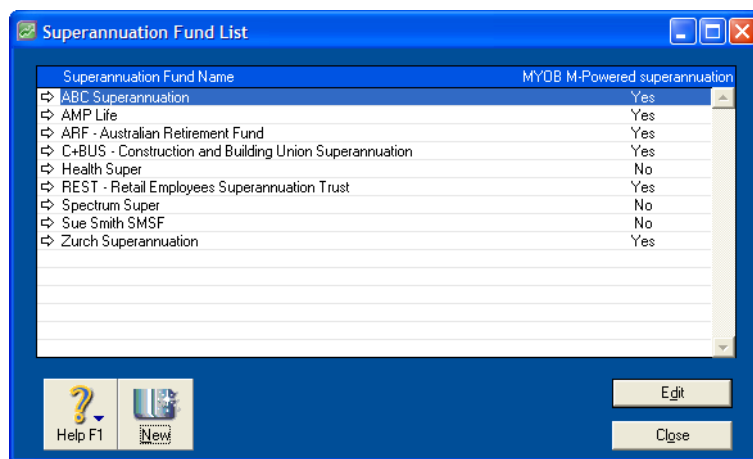 Superannuation Fund List
Superannuation Fund Name MYOB M-Powered superannuation
ABC Superannuation Yes
AMP Life Yes
ARF - Australian Retirement Fund Yes
C+BUS - Construction and Building Union Superannuation Yes
Health Super No
REST - Retail Employees Superannuation Trust Yes
Spectrum Super No
Sue Smith SMSF No
Zurch Superannuation Yes
Edit
Help F1 New
Close